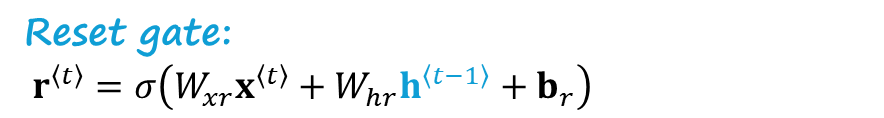 Reset gate:
𝐫⟨𝑡⟩ = 𝜎(𝑊𝑥𝑟𝐱⟨𝑡⟩ + 𝑊ℎ𝑟𝐡⟨𝑡−1⟩ + 𝐛𝑟)